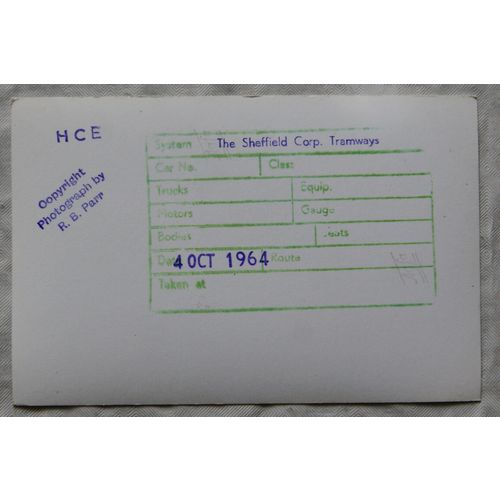 HCE
Copyright
Photograph by
R. B. Parr
System The Sheffield Corp. Tramways
Car No. Class
Trucks Equip.
Motors Gauge
Bodies Seats
Date 4 OCT 1964 Route
Taken at